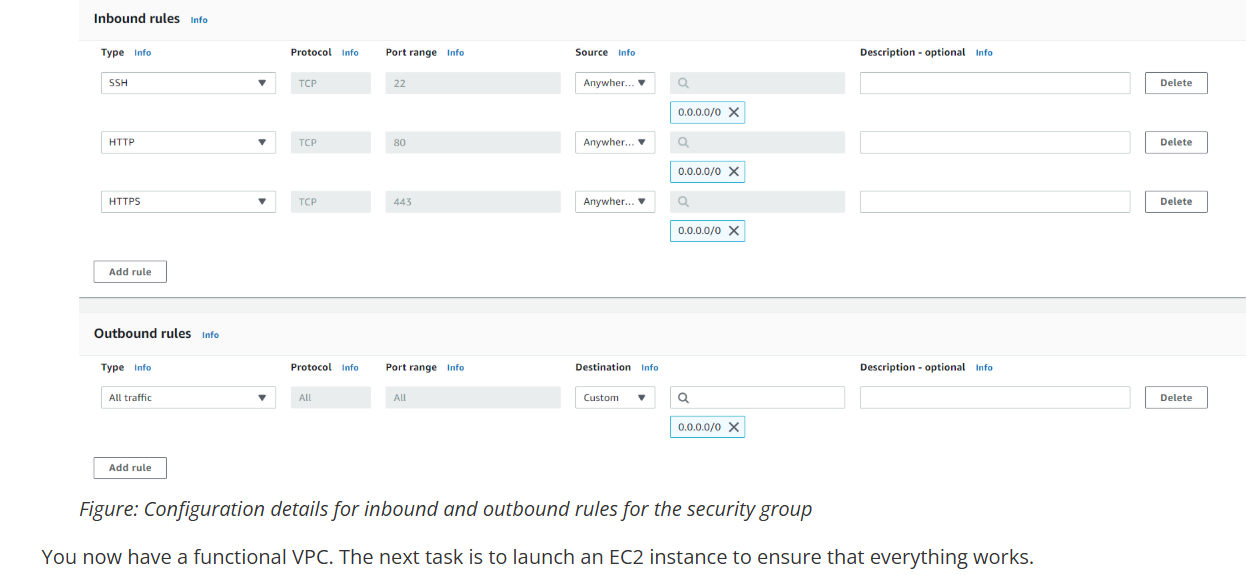 Inbound rules Info
Type Info Protocol Info Port range Info Source Info Description - optional Info
SSH TCP 22 Anywher... Delete
0.0.0.0/0
HTTP TCP 80 Anywher... Delete
0.0.0.0/0
HTTPS TCP 443 Anywher... Delete
0.0.0.0/0
Add rule
Outbound rules Info
Type Info Protocol Info Port range Info Destination Info Description - optional Info
All traffic All All Custom Delete
0.0.0.0/0
Add rule
Figure: Configuration details for inbound and outbound rules for the security group
You now have a functional VPC. The next task is to launch an EC2 instance to ensure that everything works.